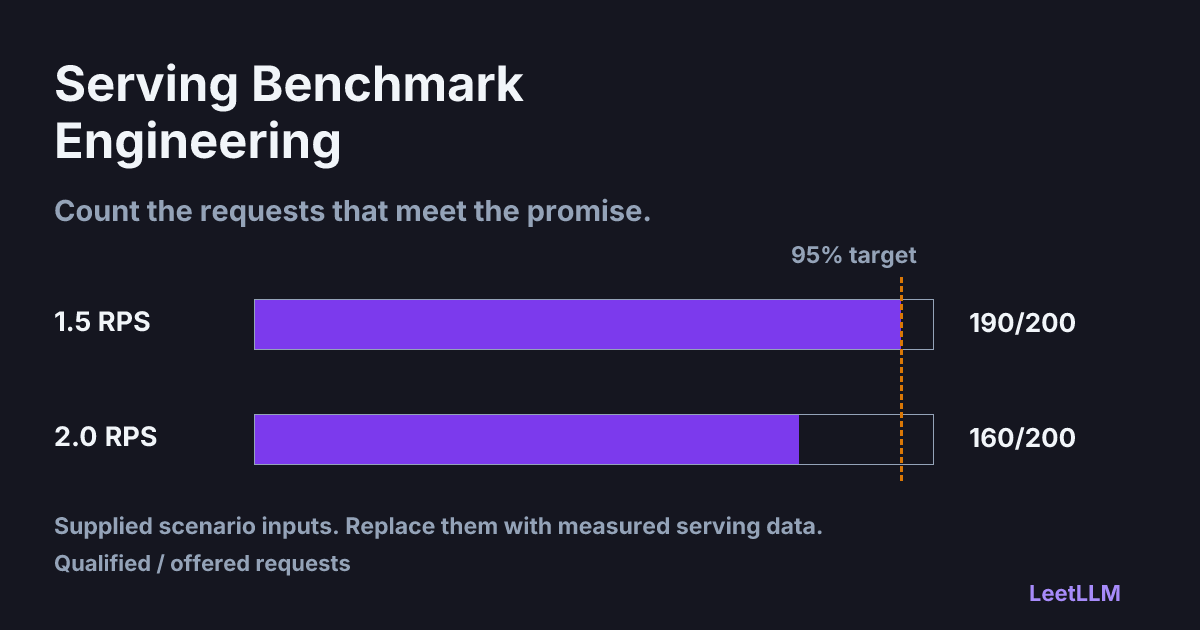 Serving Benchmark
Engineering
Count the requests that meet the promise.
95% target
1.5 RPS
190/200
2.0 RPS
160/200
Supplied scenario inputs. Replace them with measured serving data.
Qualified / offered requests
LeetLLM